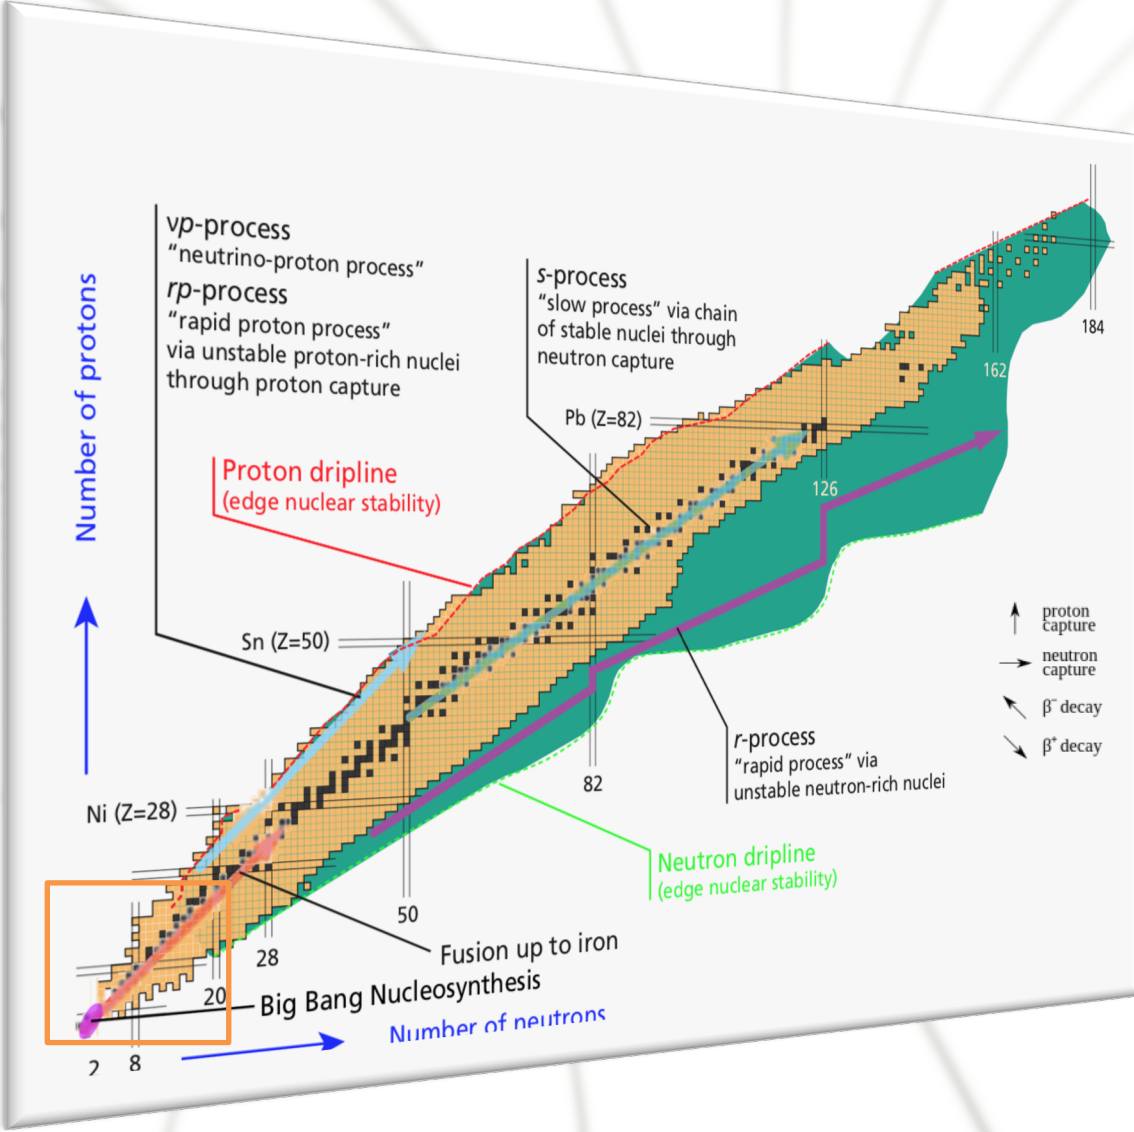 νp-process
“neutrino-proton process”
rp-process
“rapid proton process”
via unstable proton-rich nuclei
through proton capture
s-process
“slow process” via chain
of stable nuclei through
neutron capture
Number of protons
Proton dripline
(edge nuclear stability)
Pb (Z=82)
Sn (Z=50)
Ni (Z=28)
184
162
126
82
50
28
20
8
2
proton
capture
neutron
capture
β⁻ decay
β⁺ decay
r-process
“rapid process” via
unstable neutron-rich nuclei
Neutron dripline
(edge nuclear stability)
Fusion up to iron
Big Bang Nucleosynthesis
Number of neutrons